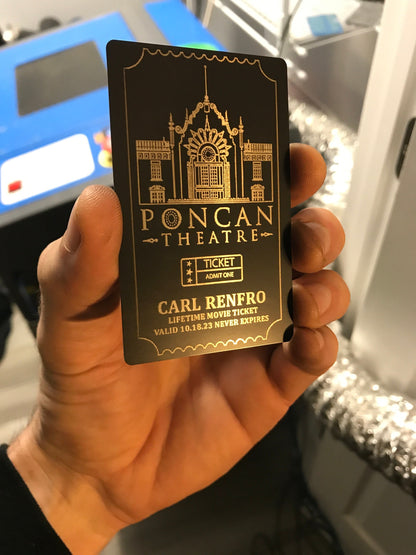 PONCAN
THEATRE
TICKET
ADMIT ONE
CARL RENFRO
LIFETIME MOVIE TICKET
VALID 10.18.23 NEVER EXPIRES